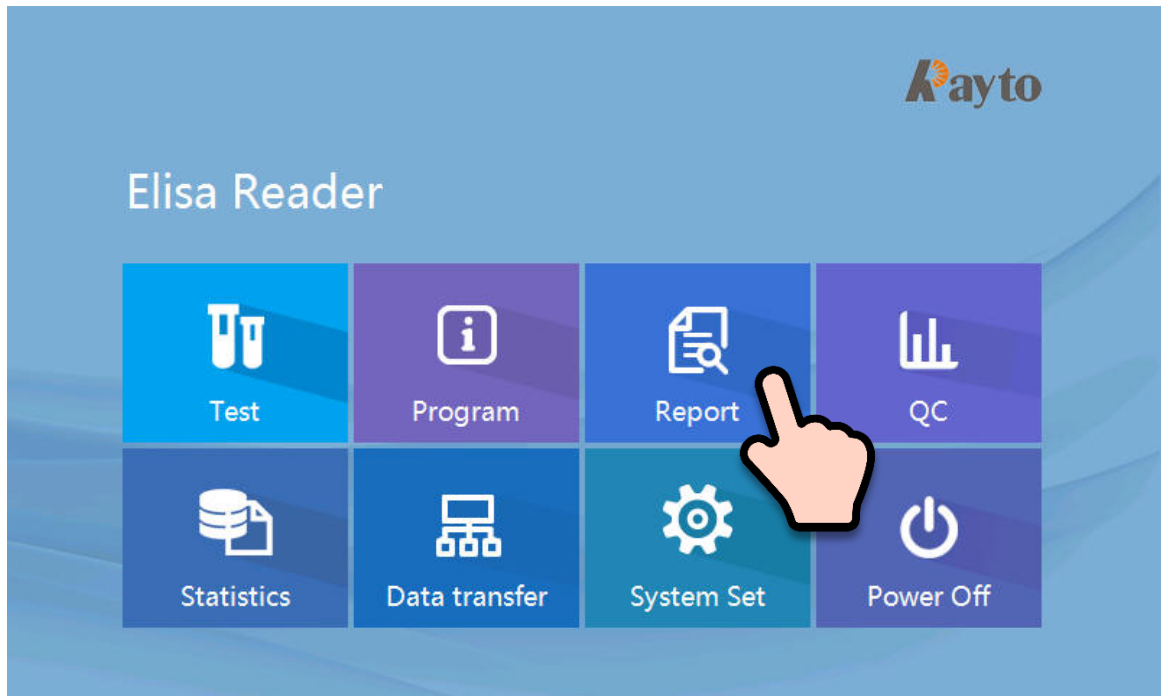 Rayto
Elisa Reader
Test
Program
Report
QC
Statistics
Data transfer
System Set
Power Off